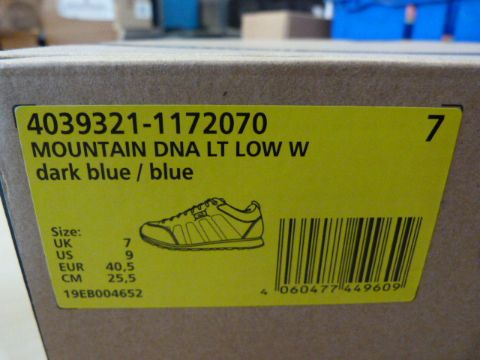 4039321-1172070 7
MOUNTAIN DNA LT LOW W
dark blue / blue
Size:
UK 7
US 9
EUR 40,5
CM 25,5
19EB004652
4 060477 449609